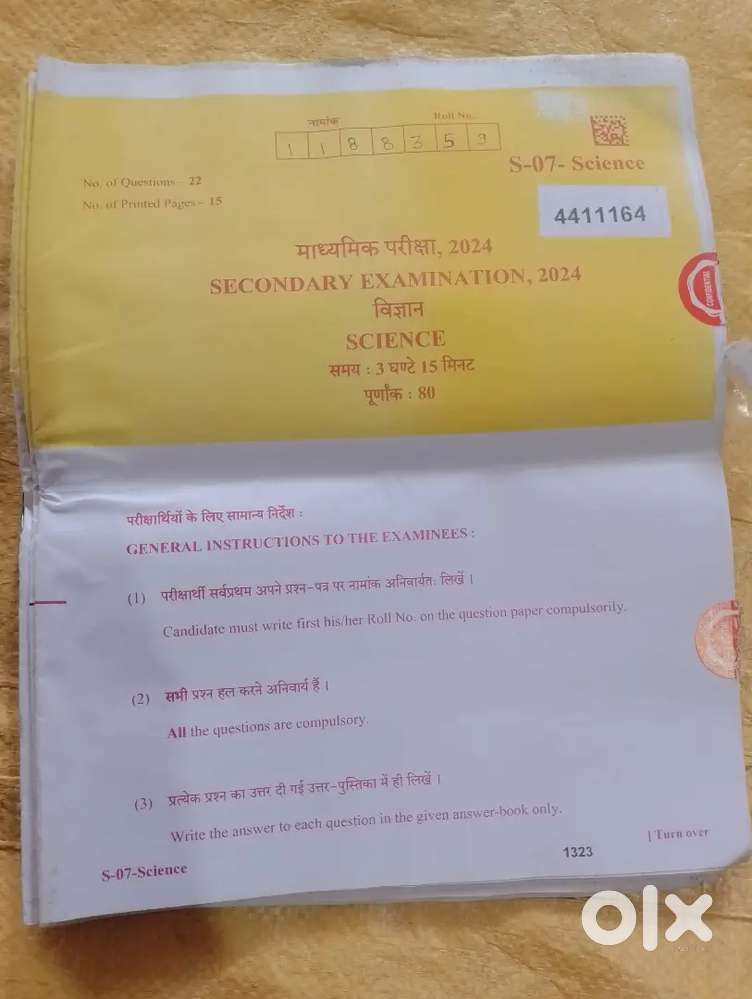 नामांक Roll No.
1 1 8 8 3 5 9
S-07- Science
No. of Questions – 22
No. of Printed Pages – 15
4411164
माध्यमिक परीक्षा, 2024
SECONDARY EXAMINATION, 2024
विज्ञान
SCIENCE
समय : 3 घण्टे 15 मिनट
पूर्णांक : 80
CONFIDENTIAL
परीक्षार्थियों के लिए सामान्य निर्देश :
GENERAL INSTRUCTIONS TO THE EXAMINEES :
(1) परीक्षार्थी सर्वप्रथम अपने प्रश्न-पत्र पर नामांक अनिवार्यतः लिखें ।
Candidate must write first his/her Roll No. on the question paper compulsorily.
(2) सभी प्रश्न हल करने अनिवार्य हैं ।
All the questions are compulsory.
(3) प्रत्येक प्रश्न का उत्तर दी गई उत्तर-पुस्तिका में ही लिखें ।
Write the answer to each question in the given answer-book only.
S-07-Science 1323 [ Turn over
olx